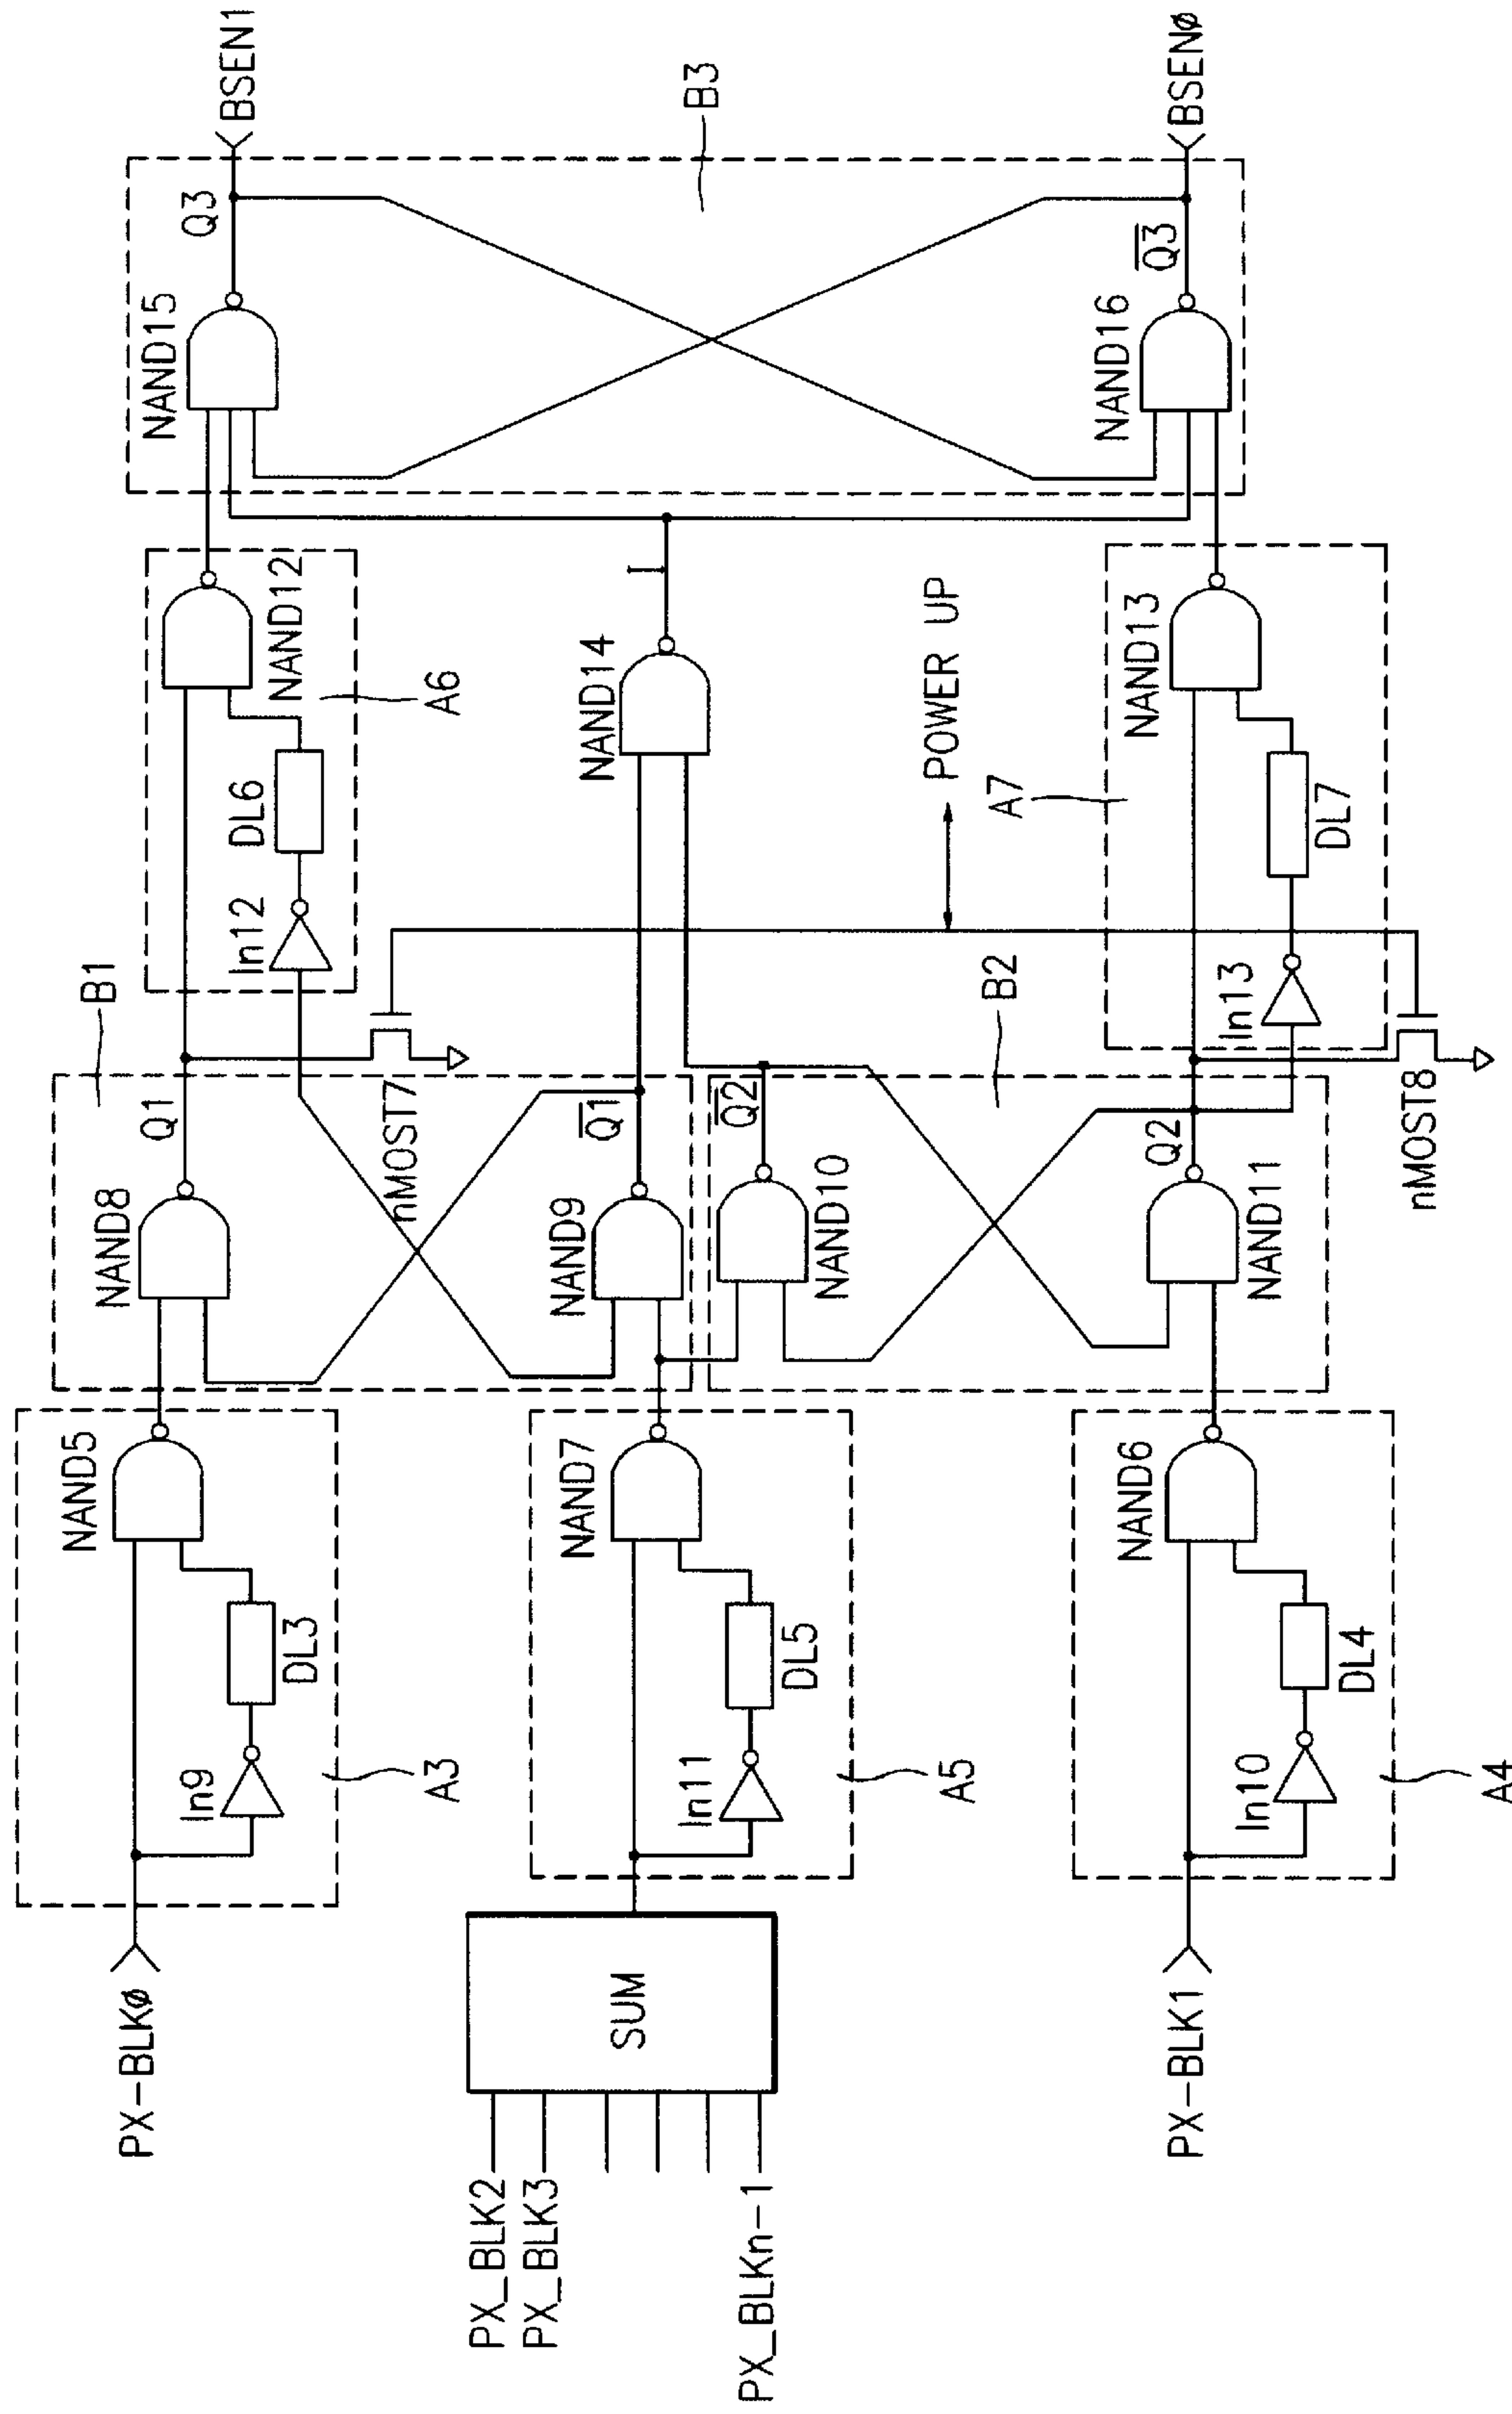 PX-BLKø
In9
DL3
NAND5
A3
NAND8
Q1
B1
nMOST7
In12
DL6
NAND12
A6
NAND15
Q3
BSEN1
PX_BLK2
PX_BLK3
PX_BLKn-1
SUM
In11
DL5
NAND7
A5
NAND9
Q1
NAND10
Q2
B2
NAND14
I
B3
POWER UP
PX-BLK1
In10
DL4
NAND6
A4
NAND11
Q2
nMOST8
In13
DL7
NAND13
A7
NAND16
Q3
BSENø